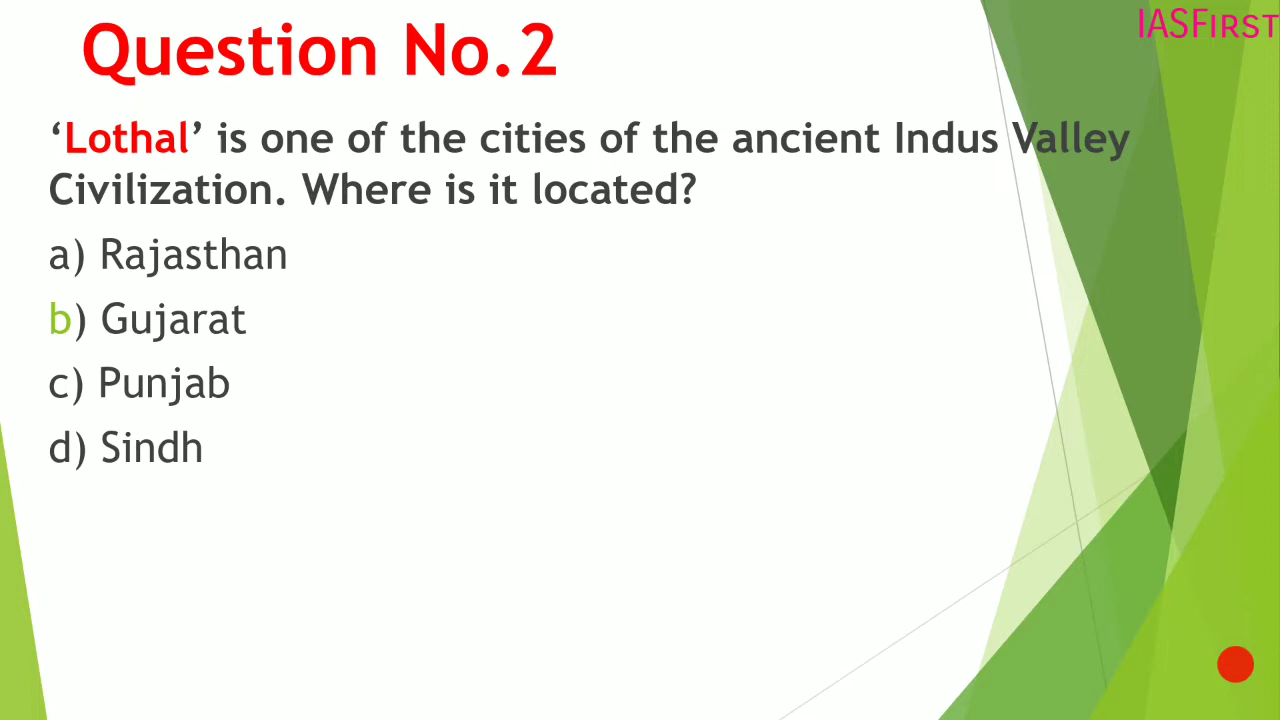 IASFirst
Question No.2
‘Lothal’ is one of the cities of the ancient Indus Valley
Civilization. Where is it located?
a) Rajasthan
b) Gujarat
c) Punjab
d) Sindh